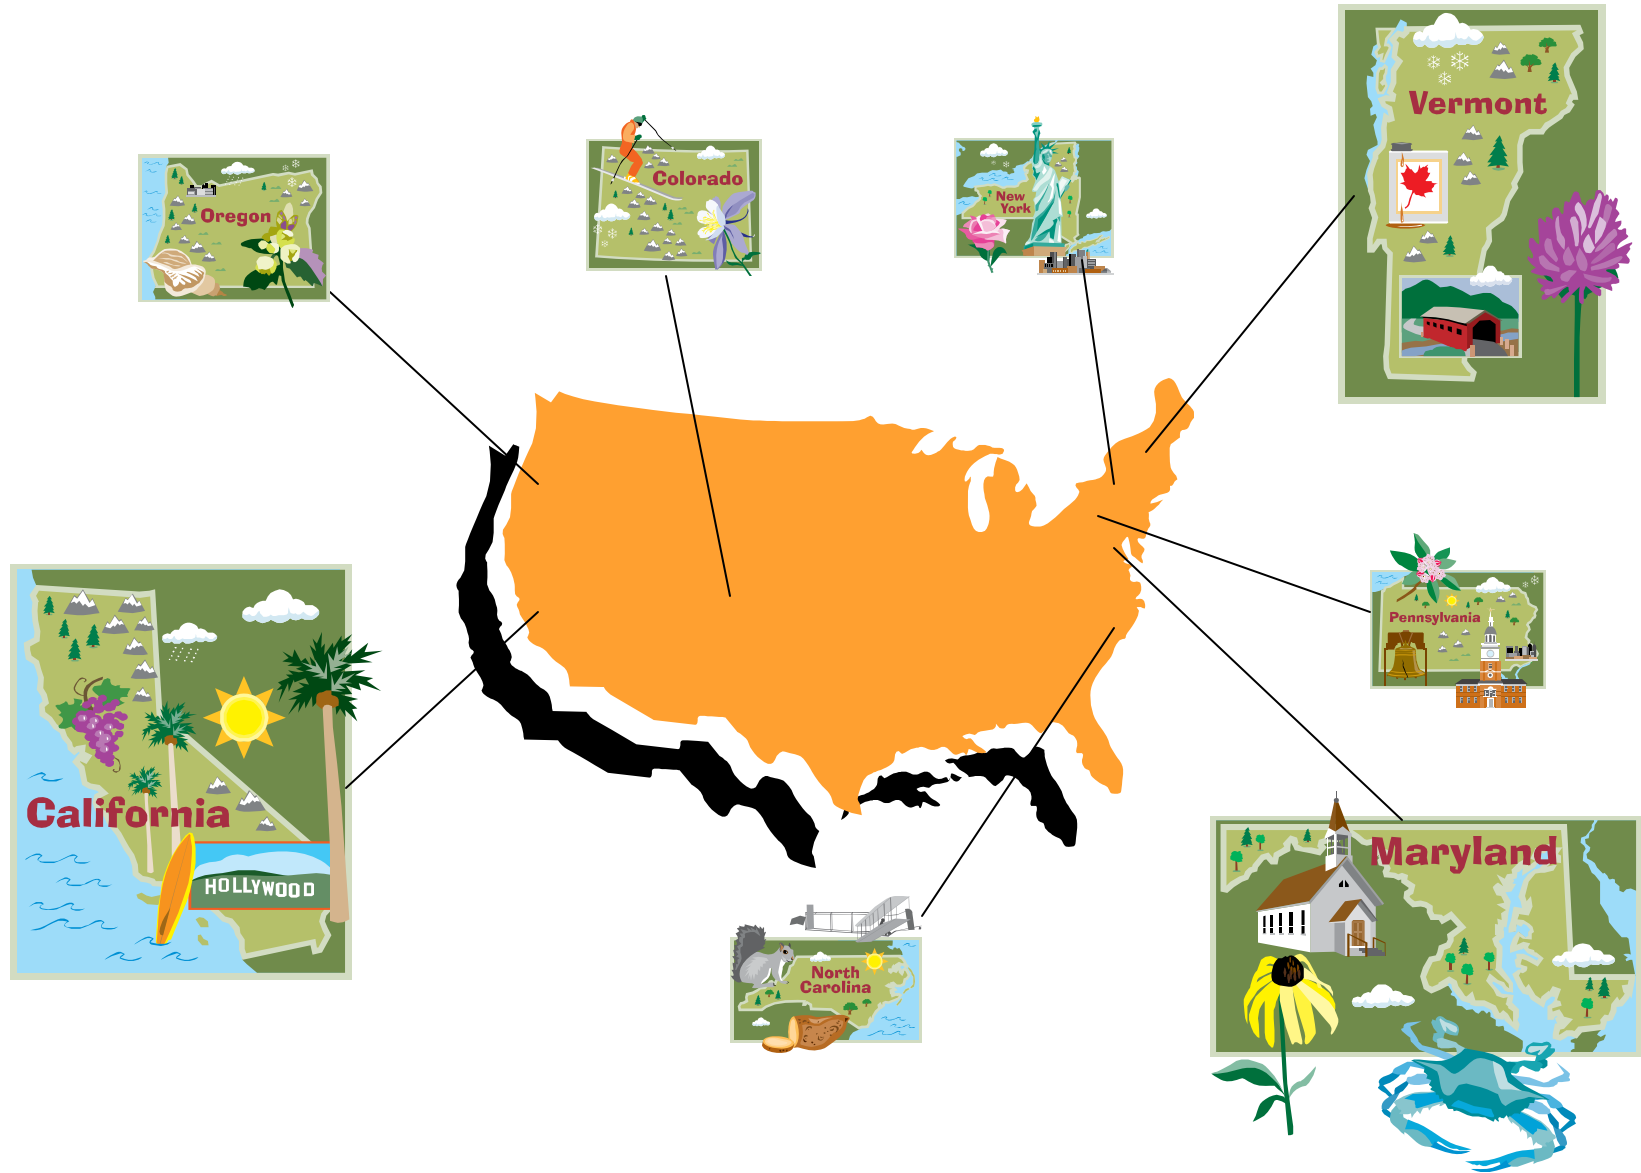 Vermont
Colorado
New
York
Oregon
Pennsylvania
California
HOLLYWOOD
Maryland
North
Carolina